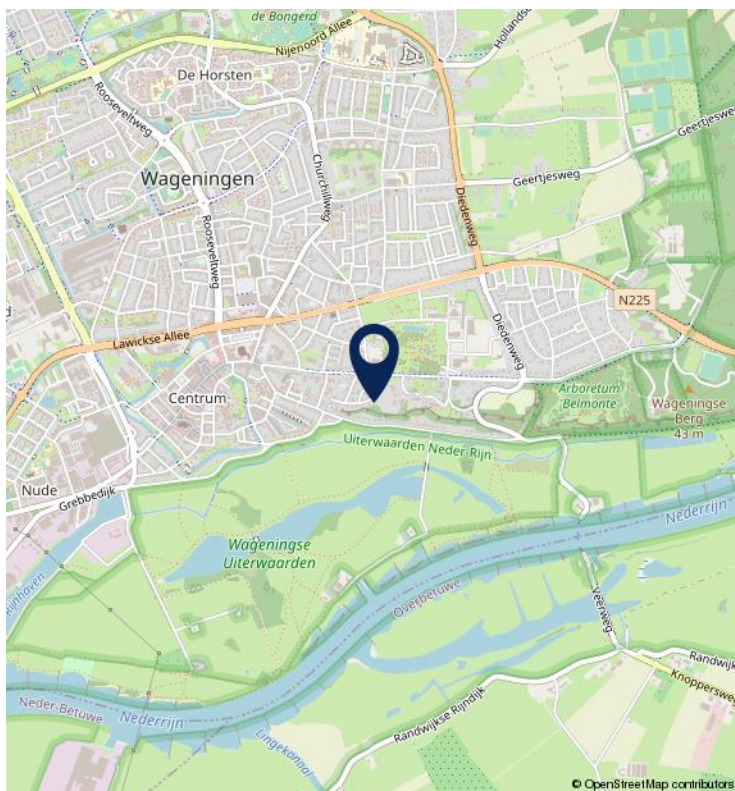 de Bongerd
Nijenoord Allee
De Horsten
Rooseveltweg
Churchillweg
Geertjesweg
Wageningen
Geertjesweg
Diedenweg
Rooseveltweg
N225
Diedenweg
Lawickse Allee
Arboretum
'Belmonte'
Centrum
Wageningse
Berg
43 m
Uiterwaarden Neder-Rijn
Nude
Grebbedijk
Nederrijn
Wageningse
Uiterwaarden
Overbetuwe
Veerweg
Knoppersweg
Randwijkse Rijndijk
Neder-Betuwe
Nederrijn
Lingekanaal
© OpenStreetMap contributors